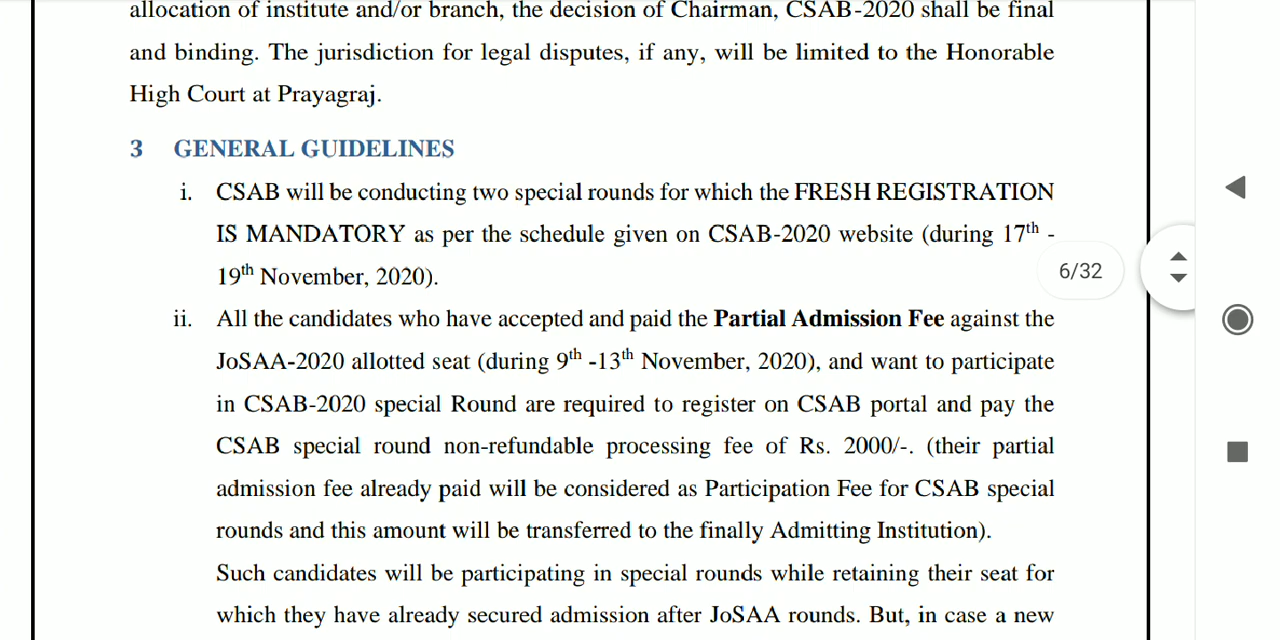 allocation of institute and/or branch, the decision of Chairman, CSAB-2020 shall be final
and binding. The jurisdiction for legal disputes, if any, will be limited to the Honorable
High Court at Prayagraj.
3 GENERAL GUIDELINES
i. CSAB will be conducting two special rounds for which the FRESH REGISTRATION
IS MANDATORY as per the schedule given on CSAB-2020 website (during 17th -
19th November, 2020).
6/32
ii. All the candidates who have accepted and paid the Partial Admission Fee against the
JoSAA-2020 allotted seat (during 9th -13th November, 2020), and want to participate
in CSAB-2020 special Round are required to register on CSAB portal and pay the
CSAB special round non-refundable processing fee of Rs. 2000/-. (their partial
admission fee already paid will be considered as Participation Fee for CSAB special
rounds and this amount will be transferred to the finally Admitting Institution).
Such candidates will be participating in special rounds while retaining their seat for
which they have already secured admission after JoSAA rounds. But, in case a new